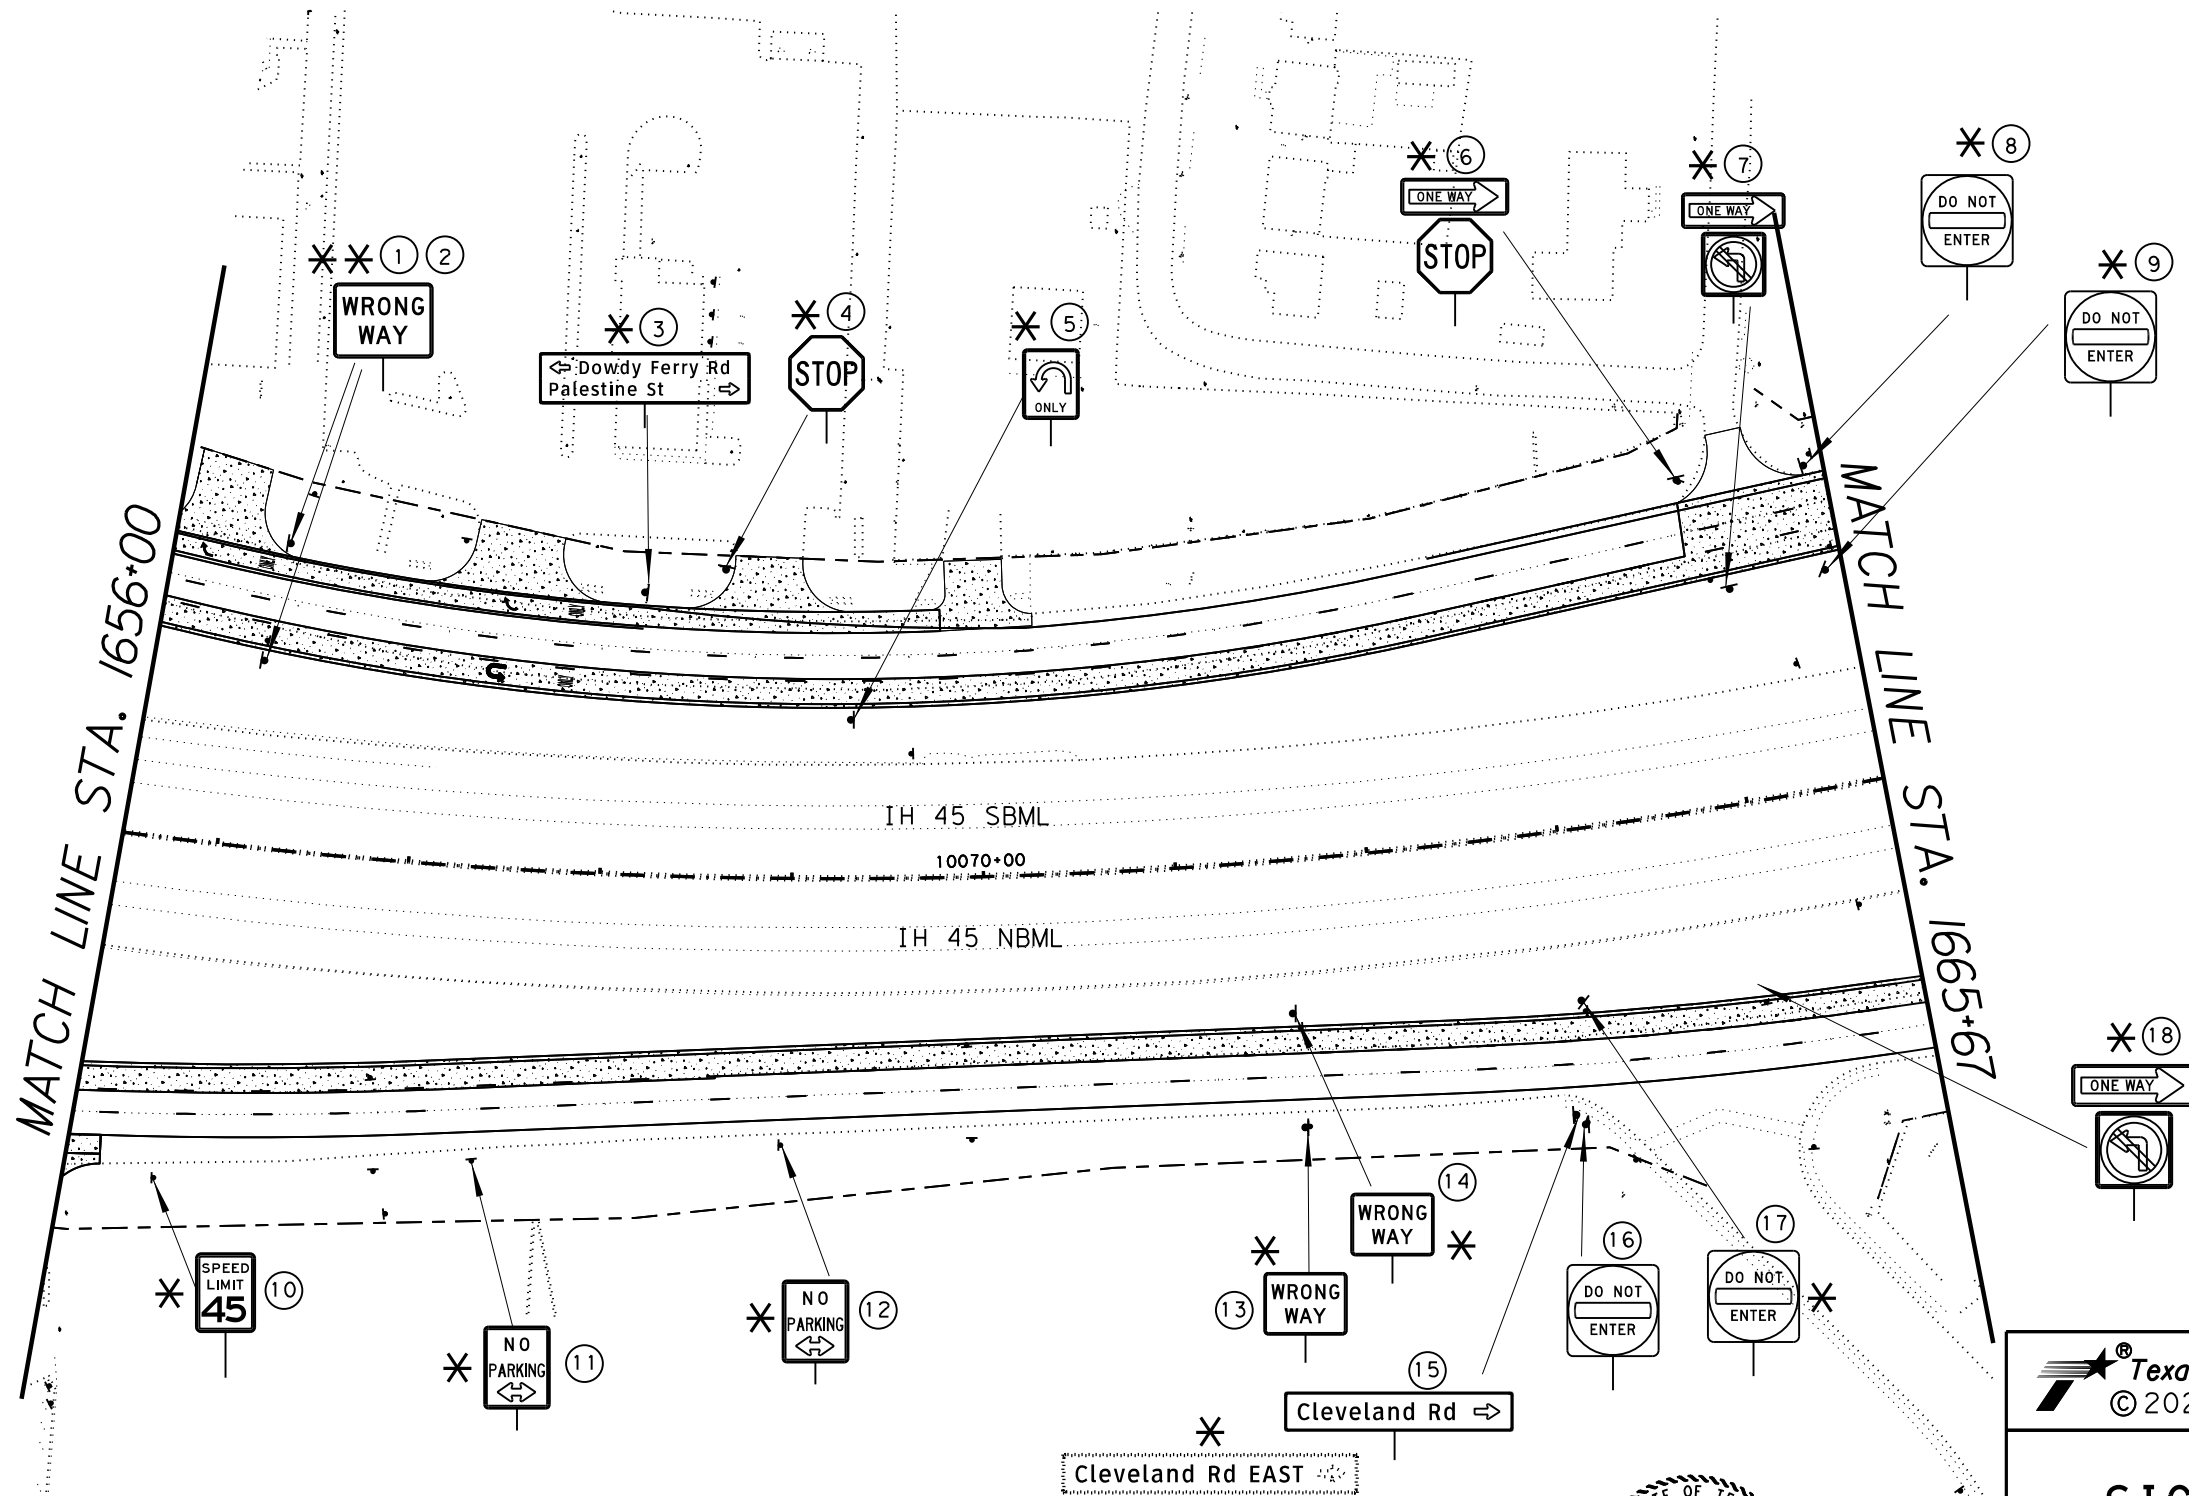 6
7
8
ONE WAY
STOP
ONE WAY
DO NOT
ENTER
1
2
WRONG
WAY
3
Dowdy Ferry Rd
Palestine St
4
STOP
5
ONLY
9
DO NOT
ENTER
MATCH LINE STA. 1656+00
MATCH LINE STA. 1665+67
IH 45 SBML
10070+00
IH 45 NBML
18
ONE WAY
10
SPEED
LIMIT
45
11
NO
PARKING
12
NO
PARKING
13
WRONG
WAY
14
WRONG
WAY
15
Cleveland Rd
16
DO NOT
ENTER
17
DO NOT
ENTER
Cleveland Rd EAST
®
© 202
OF